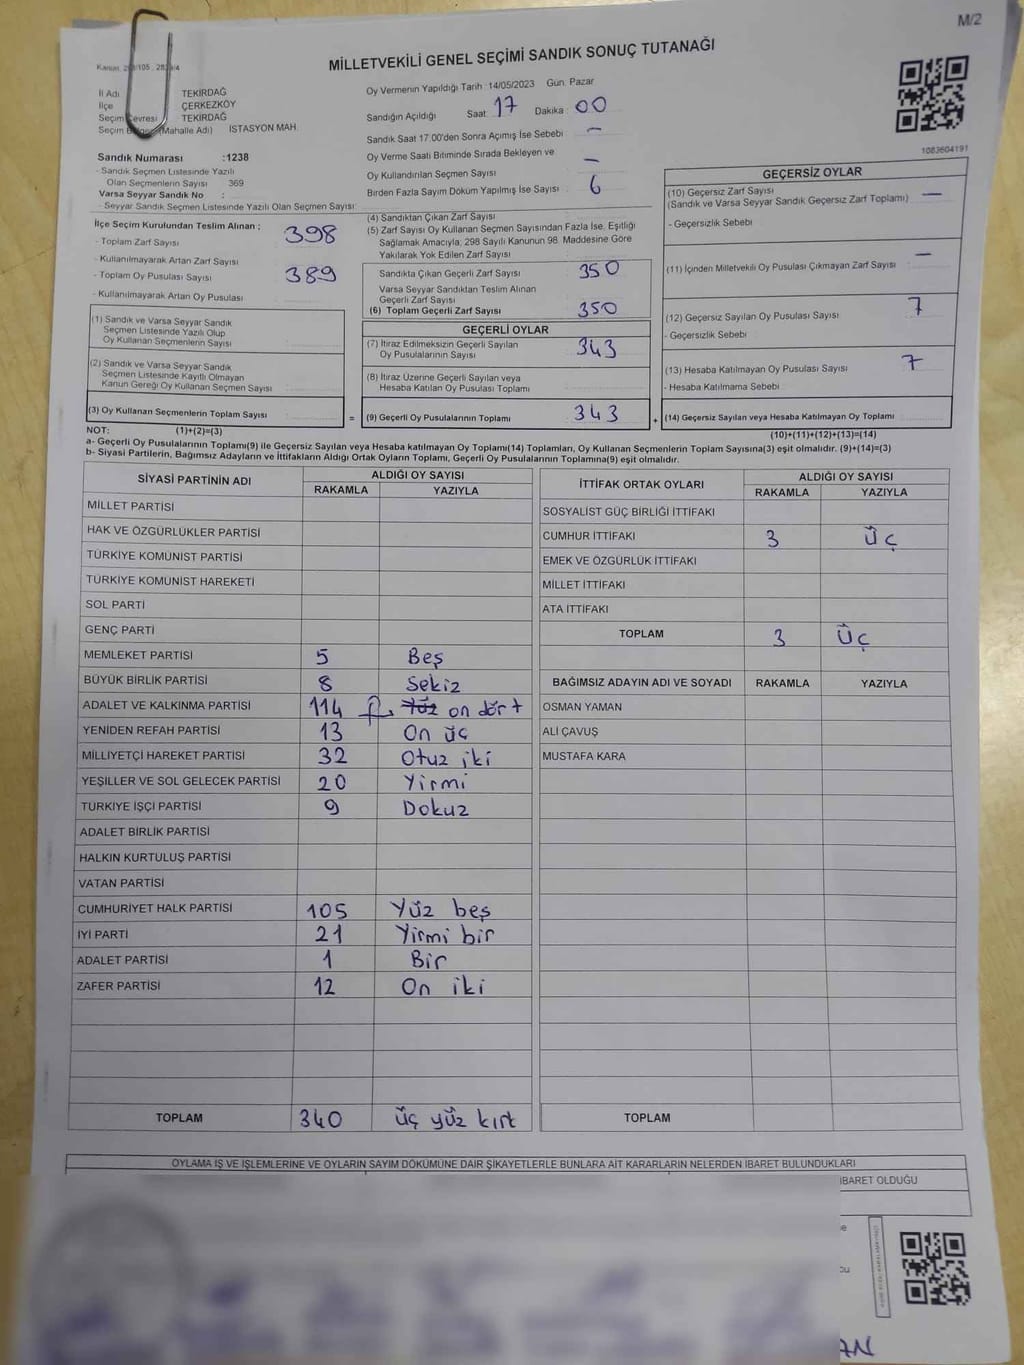 M/2
MİLLETVEKİLİ GENEL SEÇİMİ SANDIK SONUÇ TUTANAĞI
İl Adı TEKİRDAĞ
İlçe ÇERKEZKÖY
Seçim Çevresi TEKİRDAĞ
(Mahalle Adı) İSTASYON MAH.
Sandık Numarası :1238
- Sandık Seçmen Listesinde Yazılı
Olan Seçmenlerin Sayısı 369
Varsa Seyyar Sandık No :
- Seyyar Sandık Seçmen Listesinde Yazılı Olan Seçmen Sayısı:
Oy Vermenin Yapıldığı Tarih :14/05/2023 Gün: Pazar
Sandığın Açıldığı Saat 17 Dakika 00
Sandık Saat 17:00'den Sonra Açımış İse Sebebi –
Oy Verme Saati Bitiminde Sırada Bekleyen ve
Oy Kullandırılan Seçmen Sayısı –
Birden Fazla Sayım Döküm Yapılmış İse Sayısı 6
1083604191
İlçe Seçim Kurulundan Teslim Alınan ;
- Toplam Zarf Sayısı 398
- Kullanılmayarak Artan Zarf Sayısı
- Toplam Oy Pusulası Sayısı 389
- Kullanılmayarak Artan Oy Pusulası
(1) Sandık ve Varsa Seyyar Sandık
Seçmen Listesinde Yazılı Olup
Oy Kullanan Seçmenlerin Sayısı
(2) Sandık ve Varsa Seyyar Sandık
Seçmen Listesinde Kayıtlı Olmayan
Kanun Gereği Oy Kullanan Seçmen Sayısı
(3) Oy Kullanan Seçmenlerin Toplam Sayısı
(4) Sandıktan Çıkan Zarf Sayısı
(5) Zarf Sayısı Oy Kullanan Seçmen Sayısından Fazla İse, Eşitliği
Sağlamak Amacıyla; 298 Sayılı Kanunun 98. Maddesine Göre
Yakılarak Yok Edilen Zarf Sayısı
Sandıkta Çıkan Geçerli Zarf Sayısı 350
Varsa Seyyar Sandıktan Teslim Alınan
Geçerli Zarf Sayısı
(6) Toplam Geçerli Zarf Sayısı 350
GEÇERLİ OYLAR
(7) İtiraz Edilmeksizin Geçerli Sayılan
Oy Pusulalarının Sayısı 343
(8) İtiraz Üzerine Geçerli Sayılan veya
Hesaba Katılan Oy Pusulası Toplamı
= (9) Geçerli Oy Pusulalarının Toplamı 343 +
GEÇERSİZ OYLAR
(10) Geçersiz Zarf Sayısı
(Sandık ve Varsa Seyyar Sandık Geçersiz Zarf Toplamı) –
- Geçersizlik Sebebi
(11) İçinden Milletvekili Oy Pusulası Çıkmayan Zarf Sayısı –
(12) Geçersiz Sayılan Oy Pusulası Sayısı 7
- Geçersizlik Sebebi
(13) Hesaba Katılmayan Oy Pusulası Sayısı 7
- Hesaba Katılmama Sebebi
(14) Geçersiz Sayılan veya Hesaba Katılmayan Oy Toplamı
NOT: (1)+(2)=(3) (10)+(11)+(12)+(13)=(14)
a- Geçerli Oy Pusulalarının Toplamı(9) ile Geçersiz Sayılan veya Hesaba katılmayan Oy Toplamı(14) Toplamları, Oy Kullanan Seçmenlerin Toplam Sayısına(3) eşit olmalıdır. (9)+(14)=(3)
b- Siyasi Partilerin, Bağımsız Adayların ve İttifakların Aldığı Ortak Oyların Toplamı, Geçerli Oy Pusulalarının Toplamına(9) eşit olmalıdır.
SİYASİ PARTİNİN ADI ALDIĞI OY SAYISI
RAKAMLA YAZIYLA
MİLLET PARTİSİ
HAK VE ÖZGÜRLÜKLER PARTİSİ
TÜRKİYE KOMÜNİST PARTİSİ
TÜRKİYE KOMÜNİST HAREKETİ
SOL PARTİ
GENÇ PARTİ
MEMLEKET PARTİSİ 5 Beş
BÜYÜK BİRLİK PARTİSİ 8 Sekiz
ADALET VE KALKINMA PARTİSİ 114 Yüz on dört
YENİDEN REFAH PARTİSİ 13 On üç
MİLLİYETÇİ HAREKET PARTİSİ 32 Otuz iki
YEŞİLLER VE SOL GELECEK PARTİSİ 20 Yirmi
TÜRKİYE İŞÇİ PARTİSİ 9 Dokuz
ADALET BİRLİK PARTİSİ
HALKIN KURTULUŞ PARTİSİ
VATAN PARTİSİ
CUMHURİYET HALK PARTİSİ 105 Yüz beş
İYİ PARTİ 21 Yirmi bir
ADALET PARTİSİ 1 Bir
ZAFER PARTİSİ 12 On iki
TOPLAM 340 üç yüz kırt
İTTİFAK ORTAK OYLARI ALDIĞI OY SAYISI
RAKAMLA YAZIYLA
SOSYALİST GÜÇ BİRLİĞİ İTTİFAKI
CUMHUR İTTİFAKI 3 Üç
EMEK VE ÖZGÜRLÜK İTTİFAKI
MİLLET İTTİFAKI
ATA İTTİFAKI
TOPLAM 3 Üç
BAĞIMSIZ ADAYIN ADI VE SOYADI RAKAMLA YAZIYLA
OSMAN YAMAN
ALİ ÇAVUŞ
MUSTAFA KARA
TOPLAM
OYLAMA İŞ VE İŞLEMLERİNE VE OYLARIN SAYIM DÖKÜMÜNE DAİR ŞİKAYETLERLE BUNLARA AİT KARARLARIN NELERDEN İBARET BULUNDUKLARI
İBARET OLDUĞU